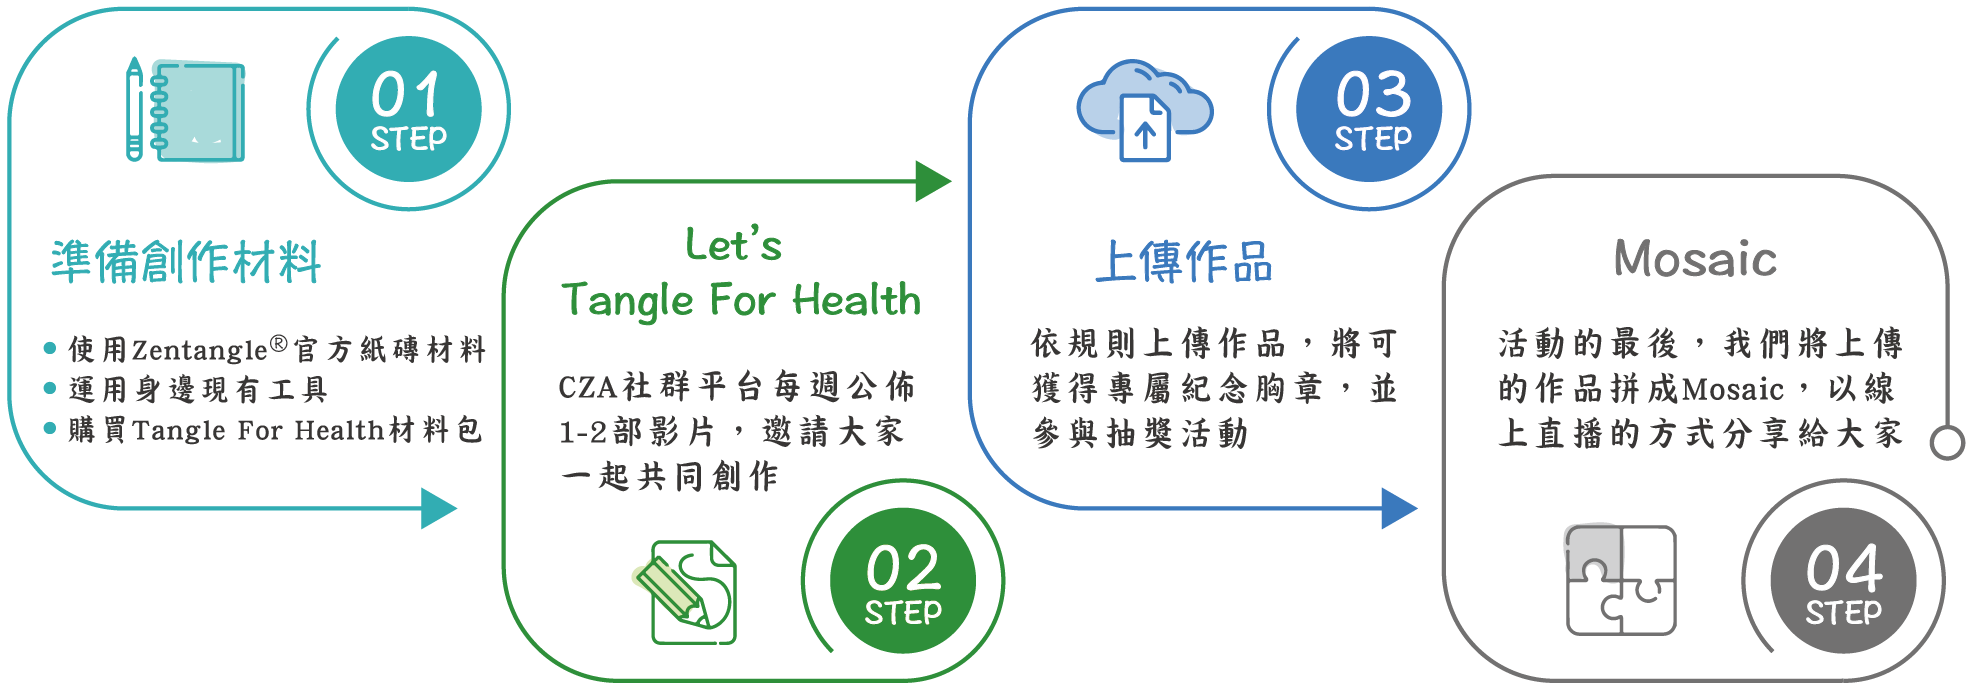 01
STEP
準備創作材料
• 使用Zentangle®官方紙磚材料
• 運用身邊現有工具
• 購買Tangle For Health材料包
Let's
Tangle For Health
CZA社群平台每週公佈
1-2部影片，邀請大家
一起共同創作
02
STEP
03
STEP
上傳作品
依規則上傳作品，將可
獲得專屬紀念胸章，並
參與抽獎活動
Mosaic
活動的最後，我們將上傳
的作品拼成Mosaic，以線
上直播的方式分享給大家
04
STEP